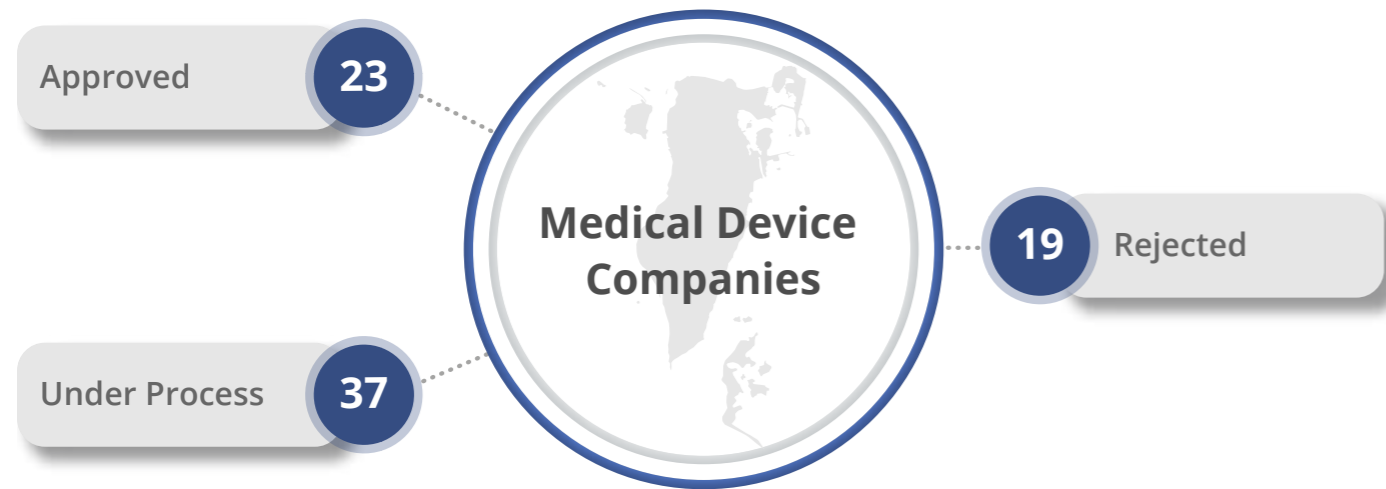 Approved
23
Medical Device
Companies
19
Rejected
Under Process
37